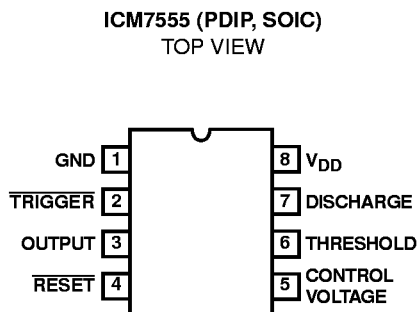 ICM7555 (PDIP, SOIC)
TOP VIEW
GND 1
8 VDD
TRIGGER 2
7 DISCHARGE
OUTPUT 3
6 THRESHOLD
RESET 4
5 CONTROL
VOLTAGE